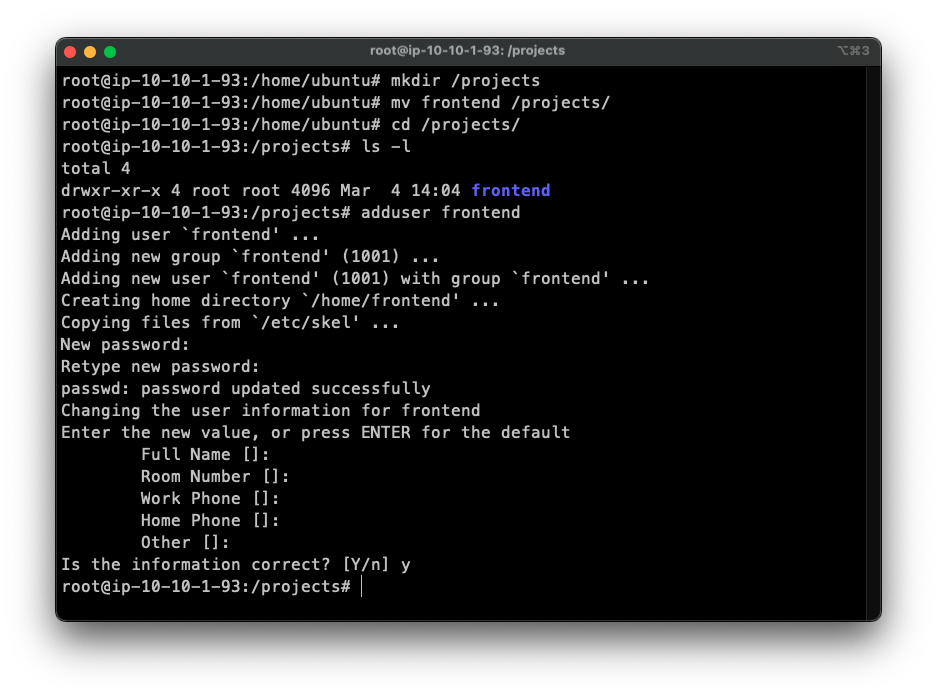 root@ip-10-10-1-93: /projects
⌥⌘3
root@ip-10-10-1-93:/home/ubuntu# mkdir /projects
root@ip-10-10-1-93:/home/ubuntu# mv frontend /projects/
root@ip-10-10-1-93:/home/ubuntu# cd /projects/
root@ip-10-10-1-93:/projects# ls -l
total 4
drwxr-xr-x 4 root root 4096 Mar  4 14:04 frontend
root@ip-10-10-1-93:/projects# adduser frontend
Adding user `frontend' ...
Adding new group `frontend' (1001) ...
Adding new user `frontend' (1001) with group `frontend' ...
Creating home directory `/home/frontend' ...
Copying files from `/etc/skel' ...
New password:
Retype new password:
passwd: password updated successfully
Changing the user information for frontend
Enter the new value, or press ENTER for the default
        Full Name []:
        Room Number []:
        Work Phone []:
        Home Phone []:
        Other []:
Is the information correct? [Y/n] y
root@ip-10-10-1-93:/projects#